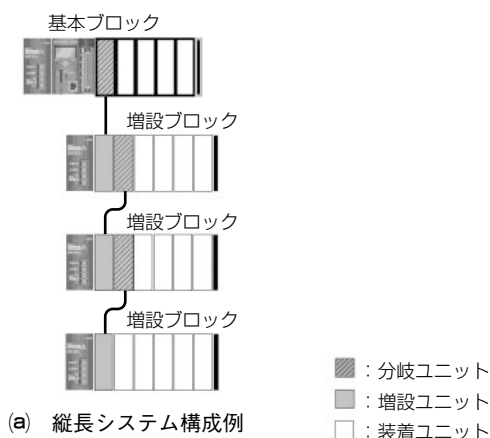 基本ブロック
増設ブロック
増設ブロック
増設ブロック
：分岐ユニット
：増設ユニット
：装着ユニット
(a) 縦長システム構成例